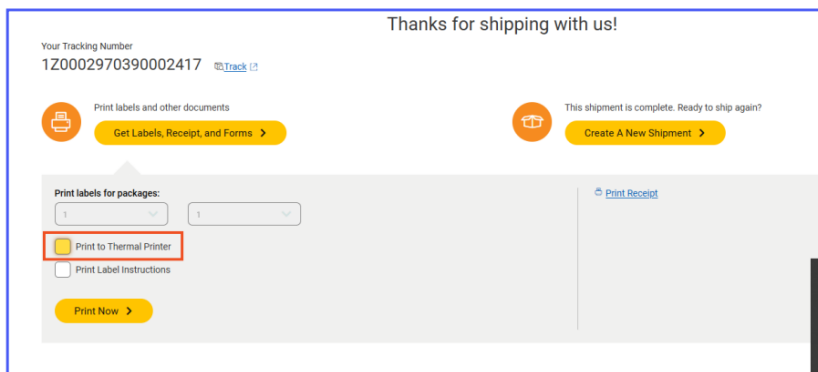 Thanks for shipping with us!
Your Tracking Number
1Z0002970390002417 Track
Print labels and other documents
Get Labels, Receipt, and Forms
This shipment is complete. Ready to ship again?
Create A New Shipment
Print labels for packages:
1 1
Print Receipt
Print to Thermal Printer
Print Label Instructions
Print Now